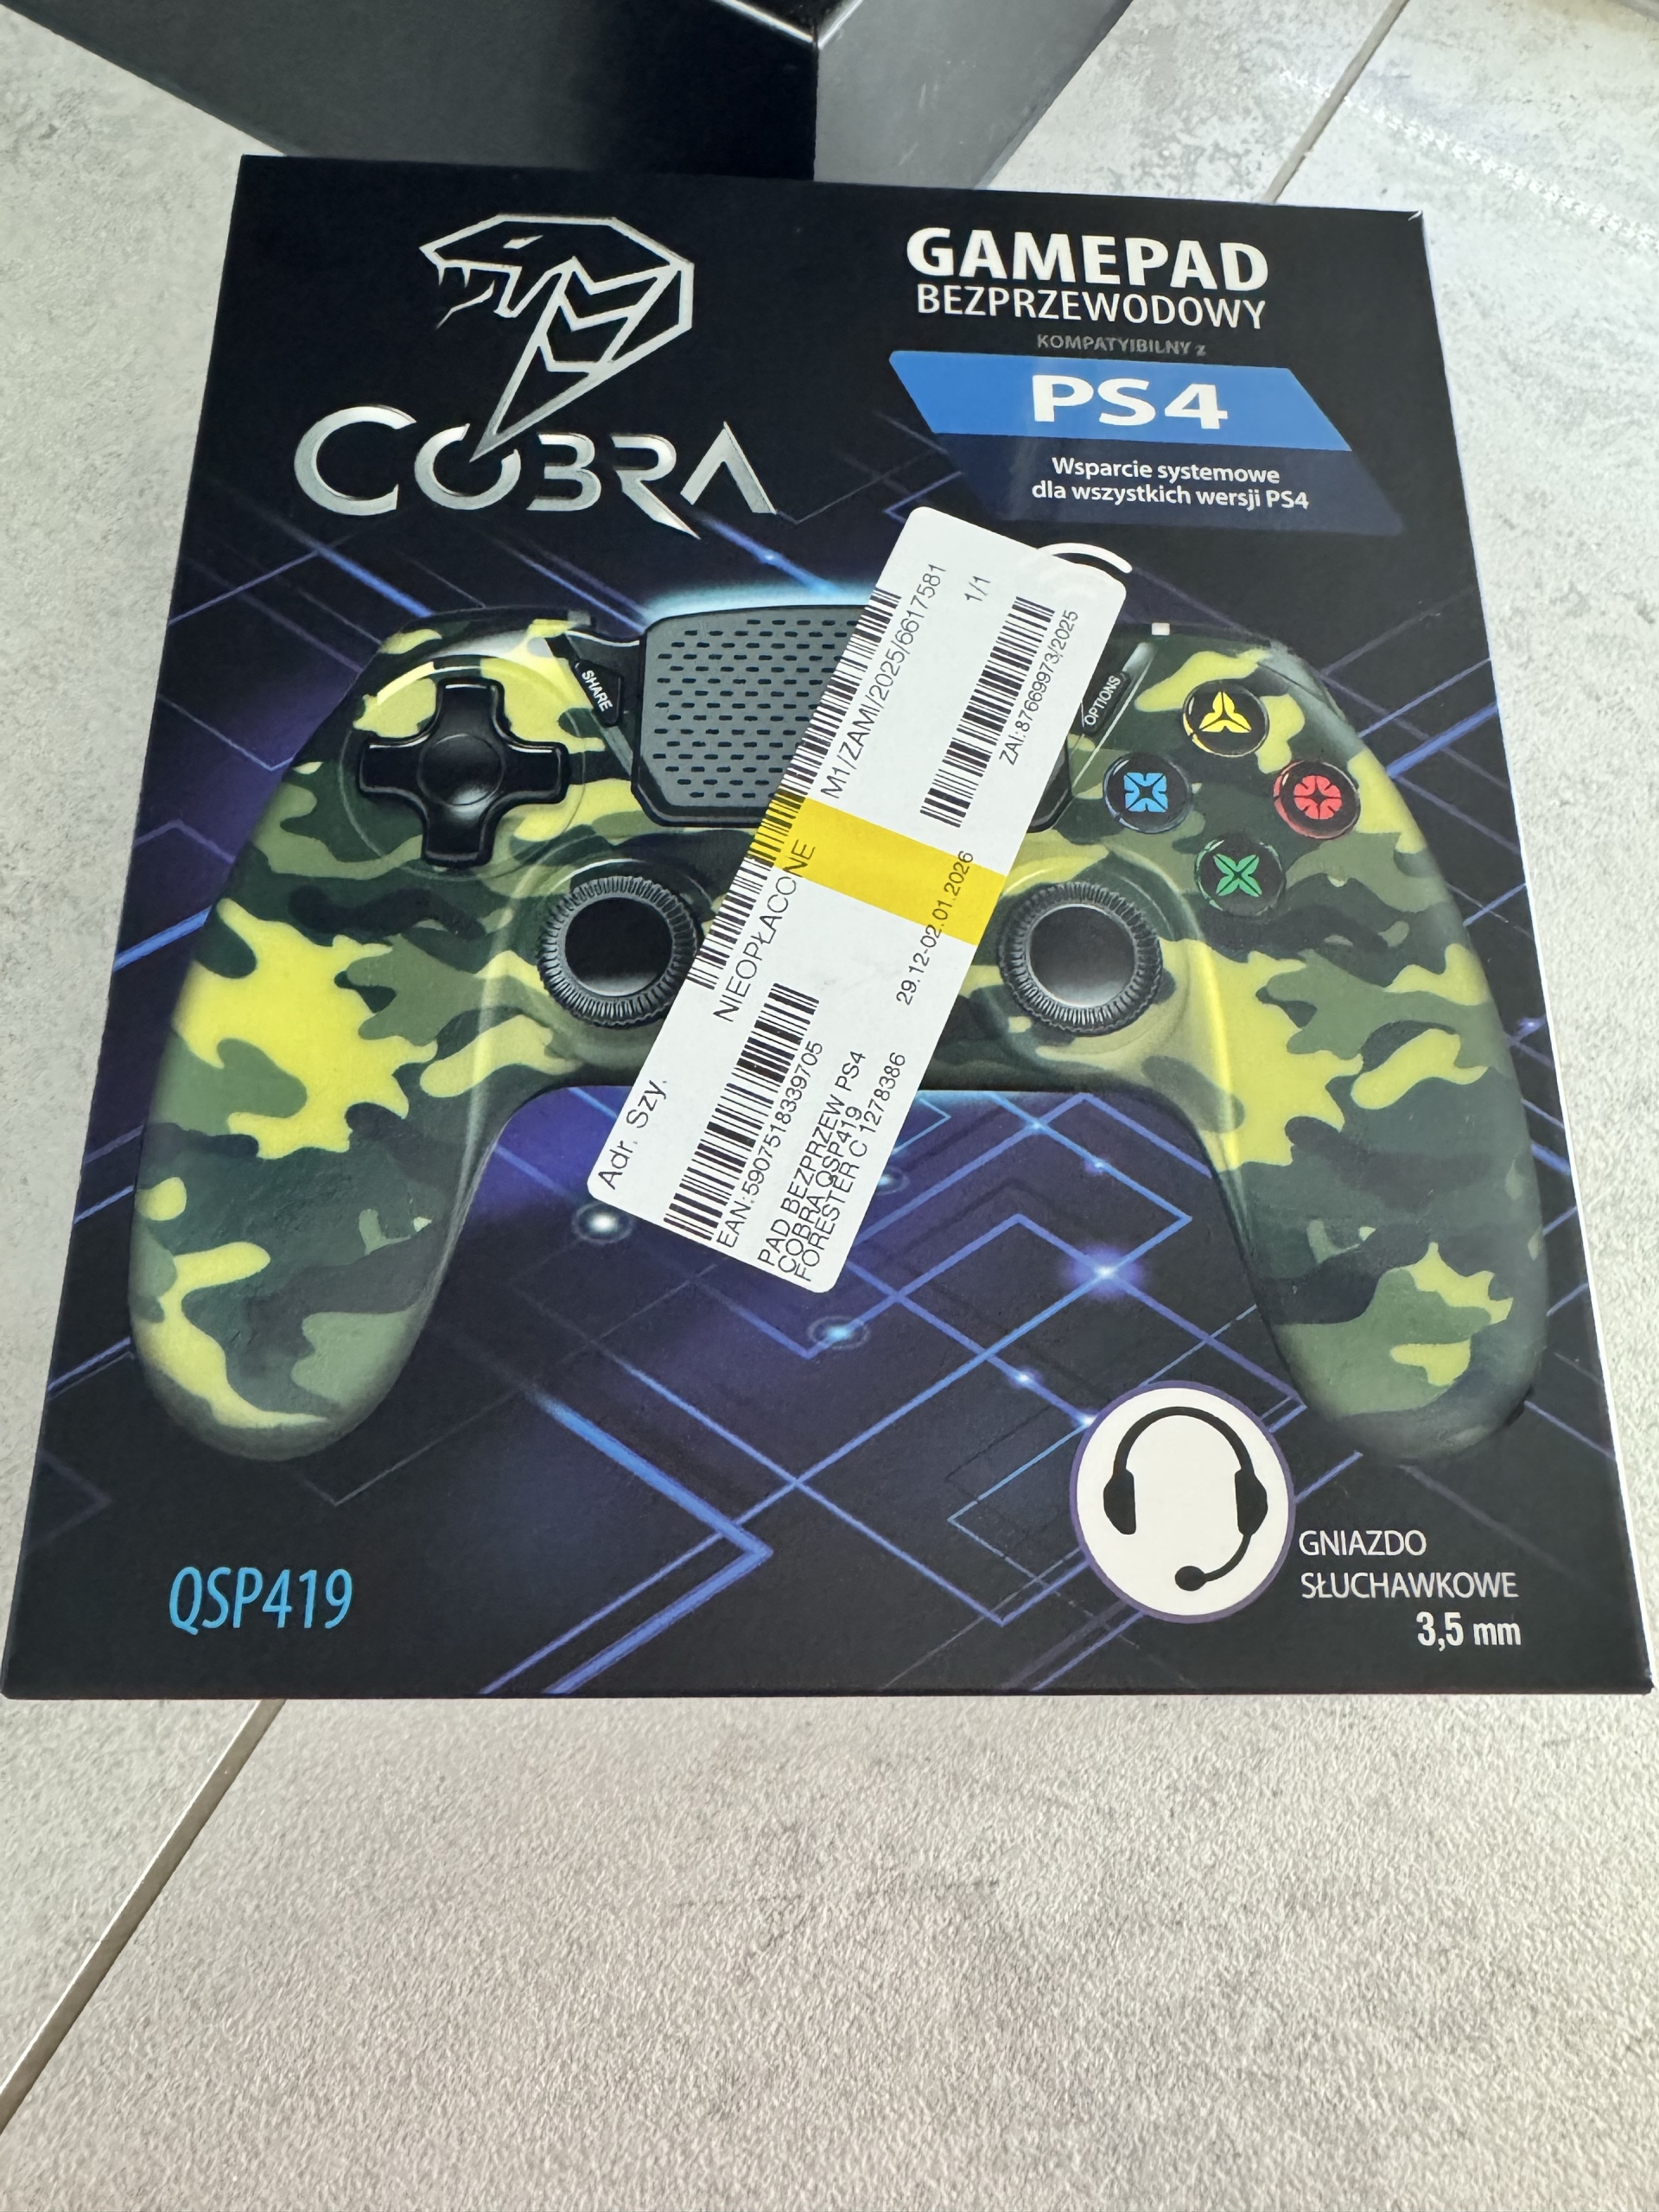 COBRA
GAMEPAD
BEZPRZEWODOWY
KOMPATYIBILNY z
PS4
Wsparcie systemowe
dla wszystkich wersji PS4
SHARE
OPTIONS
Adr. Szy.
NIEOPŁACONE
M1/ZAMI/2025/6617581
1/1
EAN:5907518339705
29.12-02.01.2026
ZAI:87669973/2025
PAD BEZPRZEW PS4
COBRA QSP419
FORESTER C 1278386
QSP419
GNIAZDO
SŁUCHAWKOWE
3,5 mm